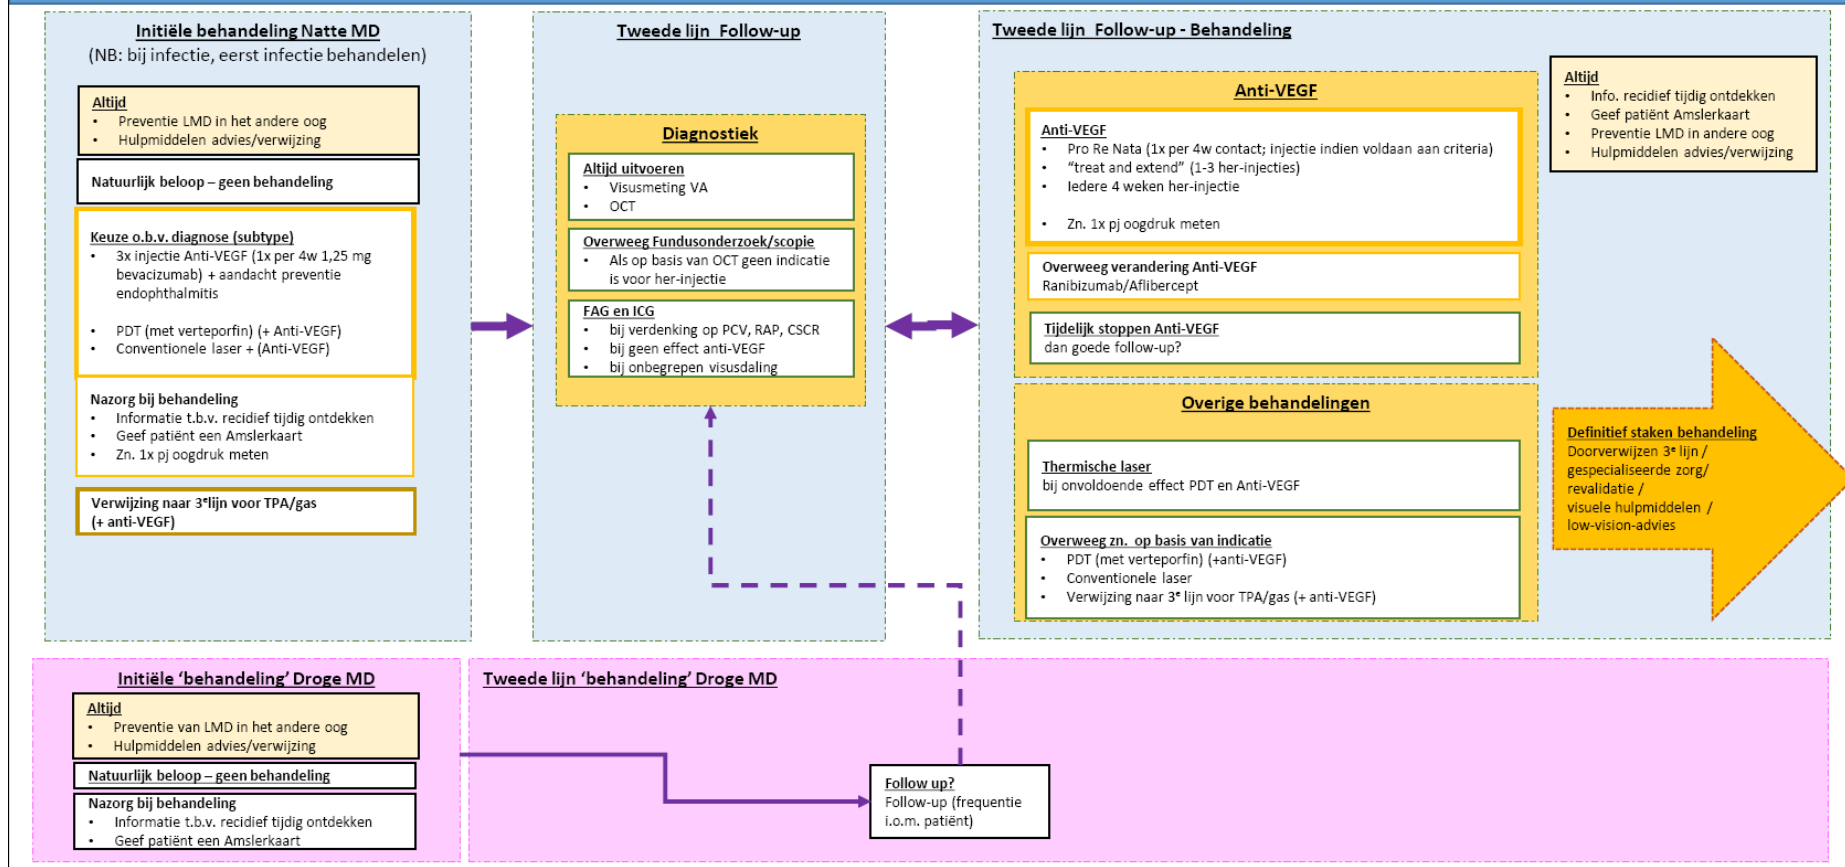 Initiële behandeling Natte MD
(NB: bij infectie, eerst infectie behandelen)
Altijd
• Preventie LMD in het andere oog
• Hulpmiddelen advies/verwijzing
Natuurlijk beloop – geen behandeling
Keuze o.b.v. diagnose (subtype)
• 3x injectie Anti-VEGF (1x per 4w 1,25 mg
bevacizumab) + aandacht preventie
endophthalmitis
• PDT (met verteporfin) (+ Anti-VEGF)
• Conventionele laser + (Anti-VEGF)
Nazorg bij behandeling
• Informatie t.b.v. recidief tijdig ontdekken
• Geef patiënt een Amslerkaart
• Zn. 1x pj oogdruk meten
Verwijzing naar 3e lijn voor TPA/gas
(+ anti-VEGF)
Tweede lijn Follow-up
Diagnostiek
Altijd uitvoeren
• Visusmeting VA
• OCT
Overweeg Fundusonderzoek/scopie
• Als op basis van OCT geen indicatie
is voor her-injectie
FAG en ICG
• bij verdenking op PCV, RAP, CSCR
• bij geen effect anti-VEGF
• bij onbegrepen visusdaling
Tweede lijn Follow-up - Behandeling
Anti-VEGF
Anti-VEGF
• Pro Re Nata (1x per 4w contact; injectie indien voldaan aan criteria)
• “treat and extend” (1-3 her-injecties)
• Iedere 4 weken her-injectie
• Zn. 1x pj oogdruk meten
Overweeg verandering Anti-VEGF
Ranibizumab/Aflibercept
Tijdelijk stoppen Anti-VEGF
dan goede follow-up?
Overige behandelingen
Thermische laser
bij onvoldoende effect PDT en Anti-VEGF
Overweeg zn. op basis van indicatie
• PDT (met verteporfin) (+anti-VEGF)
• Conventionele laser
• Verwijzing naar 3e lijn voor TPA/gas (+ anti-VEGF)
Altijd
• Info. recidief tijdig ontdekken
• Geef patiënt Amslerkaart
• Preventie LMD in andere oog
• Hulpmiddelen advies/verwijzing
Definitief staken behandeling
Doorverwijzen 3e lijn /
gespecialiseerde zorg/
revalidatie /
visuele hulpmiddelen /
low-vision-advies
Initiële ‘behandeling’ Droge MD
Altijd
• Preventie van LMD in het andere oog
• Hulpmiddelen advies/verwijzing
Natuurlijk beloop – geen behandeling
Nazorg bij behandeling
• Informatie t.b.v. recidief tijdig ontdekken
• Geef patiënt een Amslerkaart
Tweede lijn ‘behandeling’ Droge MD
Follow up?
Follow-up (frequentie
i.o.m. patiënt)